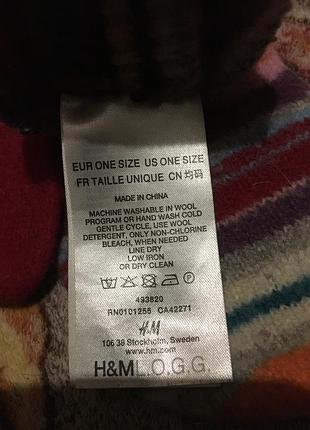 EUR ONE SIZE US ONE SIZE
FR TAILLE UNIQUE CN 均码
MADE IN CHINA
MACHINE WASHABLE IN WOOL
PROGRAM OR HAND WASH COLD
GENTLE CYCLE, USE WOOL
DETERGENT, ONLY NON-CHLORINE
BLEACH, WHEN NEEDED
LINE DRY
LOW IRON
OR DRY CLEAN
493820
RN0101255 CA42271
H&M
106 38 Stockholm, Sweden
www.hm.com
H&M L.O.G.G.